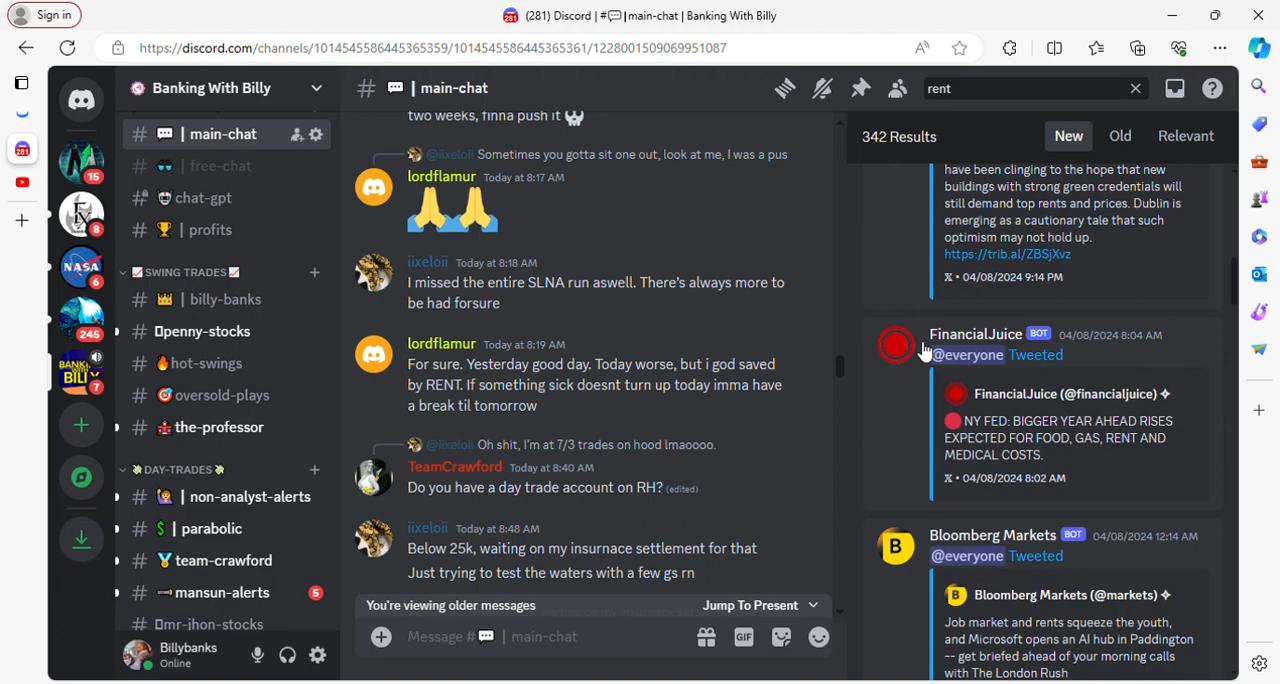 Sign in
(281) Discord | #💬 | main-chat | Banking With Billy
https://discord.com/channels/1014545586445365359/1014545586445365361/1228001509069951087
281
15
8
NASA
6
245
BANKI
BILL
7
Banking With Billy
# 💬 | main-chat
# 😎 | free-chat
# chat-gpt
# 🏆 | profits
📈SWING TRADES📈
# 👑 | billy-banks
# penny-stocks
# 🔥hot-swings
# 🎯oversold-plays
# the-professor
💸DAY-TRADES💸
# 🙋 | non-analyst-alerts
# $ | parabolic
# 🏅team-crawford
# mansun-alerts 5
# mr-jhon-stocks
Billybanks
Online
# 💬 | main-chat
two weeks, finna push it 💀
@iixeloii Sometimes you gotta sit one out, look at me, I was a pus
lordflamur Today at 8:17 AM
🙏
iixeloii Today at 8:18 AM
I missed the entire SLNA run aswell. There's always more to
be had forsure
lordflamur Today at 8:19 AM
For sure. Yesterday good day. Today worse, but i god saved
by RENT. If something sick doesnt turn up today imma have
a break til tomorrow
@iixeloii Oh shit, I'm at 7/3 trades on hood lmaoooo.
TeamCrawford Today at 8:40 AM
Do you have a day trade account on RH? (edited)
iixeloii Today at 8:48 AM
Below 25k, waiting on my insurnace settlement for that
Just trying to test the waters with a few gs rn
You're viewing older messages Jump To Present
Message #💬 | main-chat
GIF
rent
342 Results New Old Relevant
have been clinging to the hope that new
buildings with strong green credentials will
still demand top rents and prices. Dublin is
emerging as a cautionary tale that such
optimism may not hold up.
https://trib.al/ZBSjXvz
X • 04/08/2024 9:14 PM
FinancialJuice BOT 04/08/2024 8:04 AM
@everyone Tweeted
FinancialJuice (@financialjuice) ✧
🔴NY FED: BIGGER YEAR AHEAD RISES
EXPECTED FOR FOOD, GAS, RENT AND
MEDICAL COSTS.
X • 04/08/2024 8:02 AM
B
Bloomberg Markets BOT 04/08/2024 12:14 AM
@everyone Tweeted
B Bloomberg Markets (@markets) ✧
Job market and rents squeeze the youth,
and Microsoft opens an AI hub in Paddington
-- get briefed ahead of your morning calls
with The London Rush